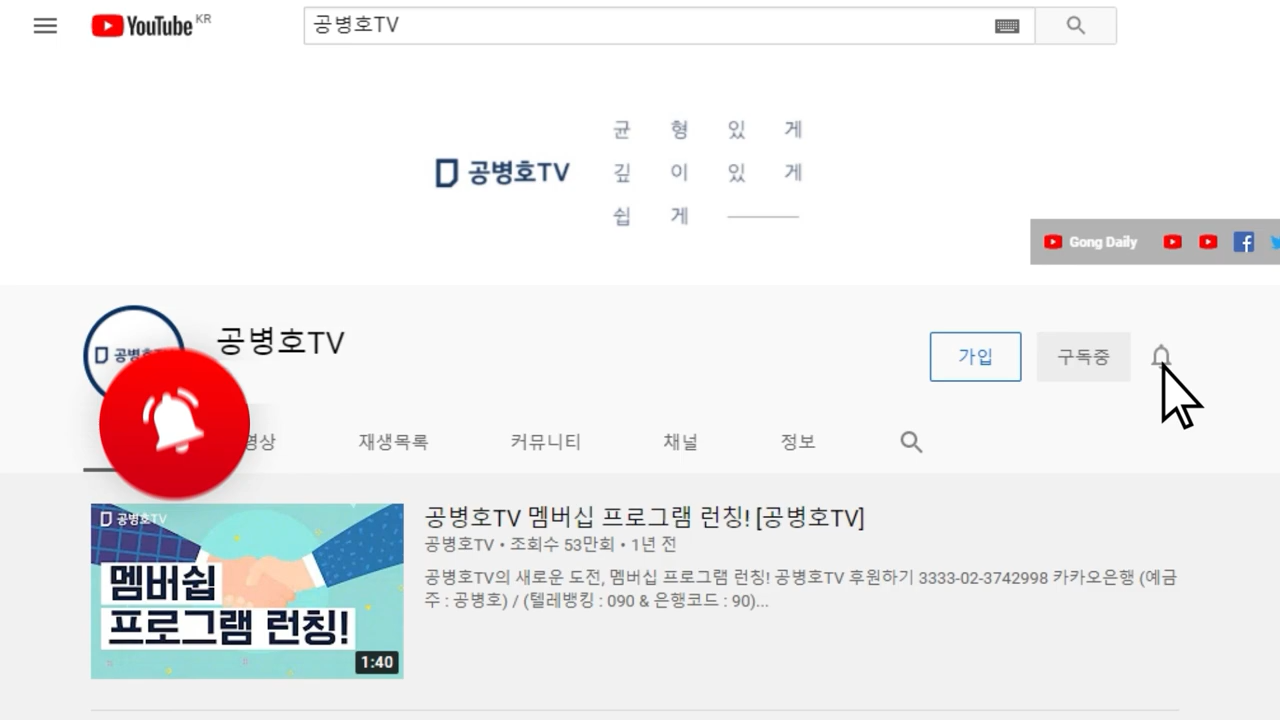 YouTube KR
공병호TV
균 형 있 게
공병호TV
깊 이 있 게
쉽 게
Gong Daily
공병호TV
가입
구독중
영상
재생목록
커뮤니티
채널
정보
공병호TV
멤버쉽
프로그램 런칭!
1:40
공병호TV 멤버십 프로그램 런칭! [공병호TV]
공병호TV • 조회수 53만회 • 1년 전
공병호TV의 새로운 도전, 멤버십 프로그램 런칭! 공병호TV 후원하기 3333-02-3742998 카카오은행 (예금
주 : 공병호) / (텔레뱅킹 : 090 & 은행코드 : 90)...